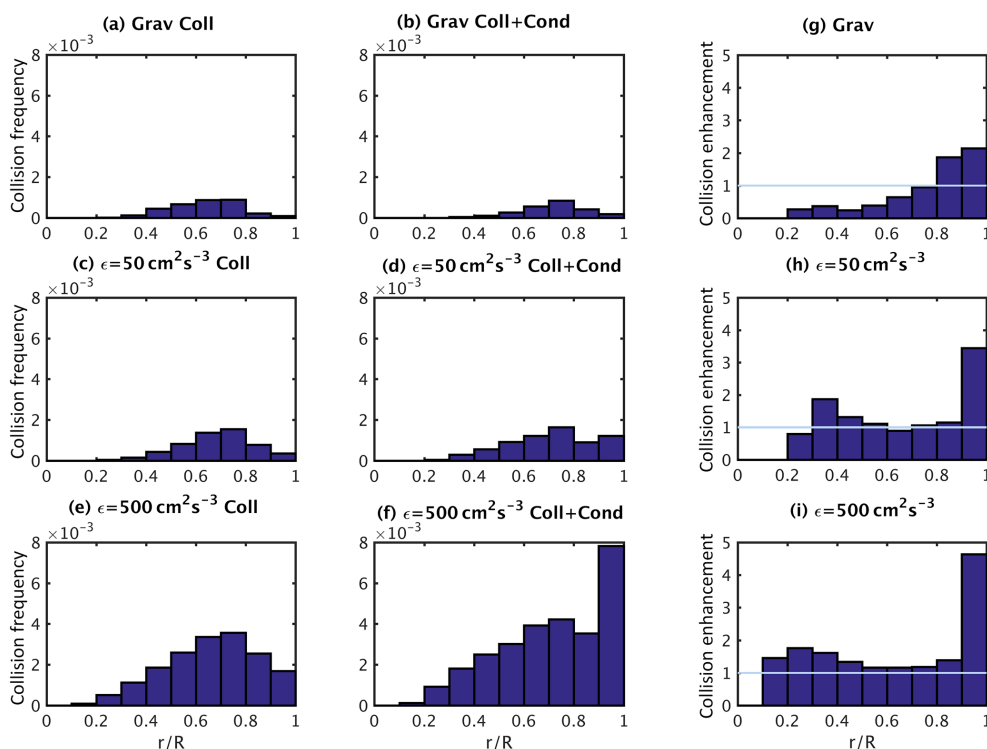 (a) Grav Coll
×10⁻³
8
6
4
2
0
Collision frequency
0 0.2 0.4 0.6 0.8 1
(b) Grav Coll+Cond
×10⁻³
8
6
4
2
0
0 0.2 0.4 0.6 0.8 1
(g) Grav
5
4
3
2
1
0
Collision enhancement
0 0.2 0.4 0.6 0.8 1
(c) ϵ=50 cm²s⁻³ Coll
×10⁻³
8
6
4
2
0
Collision frequency
0 0.2 0.4 0.6 0.8 1
(d) ϵ=50 cm²s⁻³ Coll+Cond
×10⁻³
8
6
4
2
0
0 0.2 0.4 0.6 0.8 1
(h) ϵ=50 cm²s⁻³
5
4
3
2
1
0
Collision enhancement
0 0.2 0.4 0.6 0.8 1
(e) ϵ=500 cm²s⁻³ Coll
×10⁻³
8
6
4
2
0
Collision frequency
0 0.2 0.4 0.6 0.8 1
r/R
(f) ϵ=500 cm²s⁻³ Coll+Cond
×10⁻³
8
6
4
2
0
0 0.2 0.4 0.6 0.8 1
r/R
(i) ϵ=500 cm²s⁻³
5
4
3
2
1
0
Collision enhancement
0 0.2 0.4 0.6 0.8 1
r/R